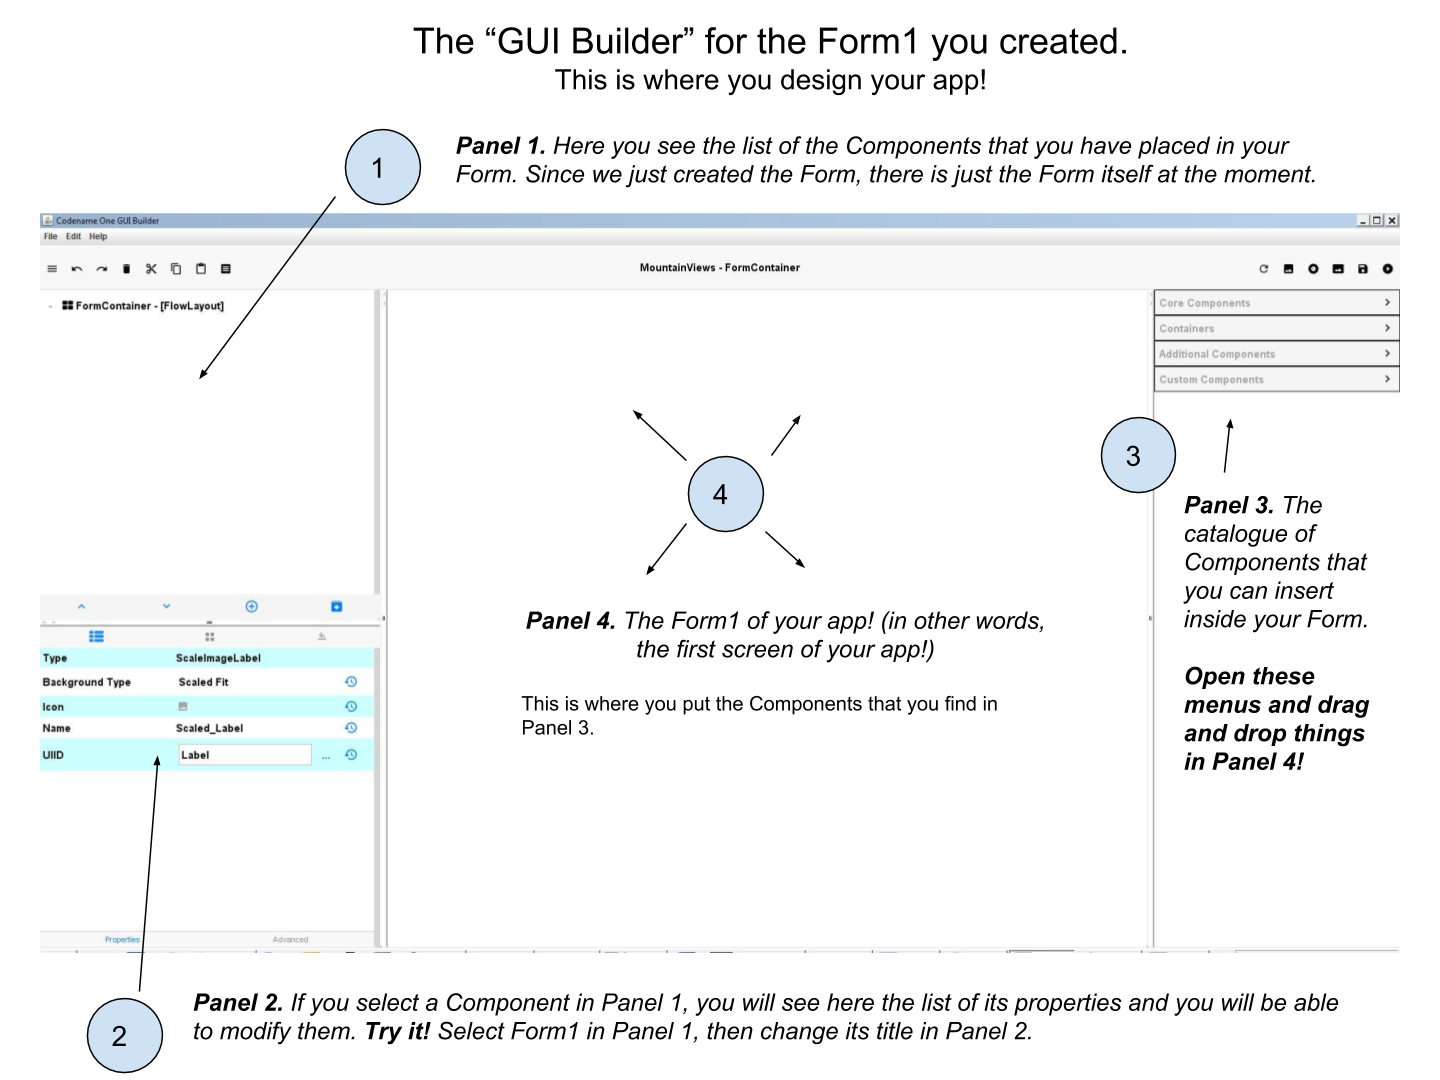 The “GUI Builder” for the Form1 you created.
This is where you design your app!
1
Panel 1. Here you see the list of the Components that you have placed in your
Form. Since we just created the Form, there is just the Form itself at the moment.
Codename One GUI Builder
File Edit Help
MountainViews - FormContainer
- FormContainer - [FlowLayout]
Core Components
Containers
Additional Components
Custom Components
3
4
Panel 3. The
catalogue of
Components that
you can insert
inside your Form.
Open these
menus and drag
and drop things
in Panel 4!
Panel 4. The Form1 of your app! (in other words,
the first screen of your app!)
This is where you put the Components that you find in
Panel 3.
Type ScaleImageLabel
Background Type Scaled Fit
Icon
Name Scaled_Label
UIID Label ...
Properties Advanced
2
Panel 2. If you select a Component in Panel 1, you will see here the list of its properties and you will be able
to modify them. Try it! Select Form1 in Panel 1, then change its title in Panel 2.